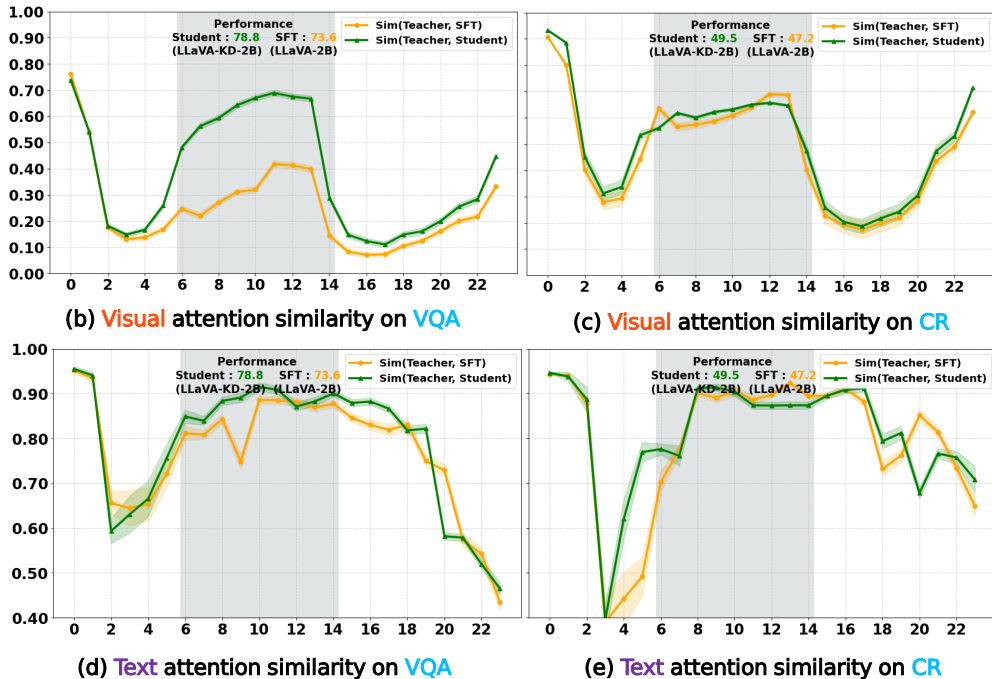 Performance
Student : 78.8 SFT : 73.6
(LLaVA-KD-2B) (LLaVA-2B)
Sim(Teacher, SFT)
Sim(Teacher, Student)
1.00
0.90
0.80
0.70
0.60
0.50
0.40
0.30
0.20
0.10
0.00
0 2 4 6 8 10 12 14 16 18 20 22
(b) Visual attention similarity on VQA
Performance
Student : 49.5 SFT : 47.2
(LLaVA-KD-2B) (LLaVA-2B)
Sim(Teacher, SFT)
Sim(Teacher, Student)
0 2 4 6 8 10 12 14 16 18 20 22
(c) Visual attention similarity on CR
Performance
Student : 78.8 SFT : 73.6
(LLaVA-KD-2B) (LLaVA-2B)
Sim(Teacher, SFT)
Sim(Teacher, Student)
1.00
0.90
0.80
0.70
0.60
0.50
0.40
0 2 4 6 8 10 12 14 16 18 20 22
(d) Text attention similarity on VQA
Performance
Student : 49.5 SFT : 47.2
(LLaVA-KD-2B) (LLaVA-2B)
Sim(Teacher, SFT)
Sim(Teacher, Student)
0 2 4 6 8 10 12 14 16 18 20 22
(e) Text attention similarity on CR